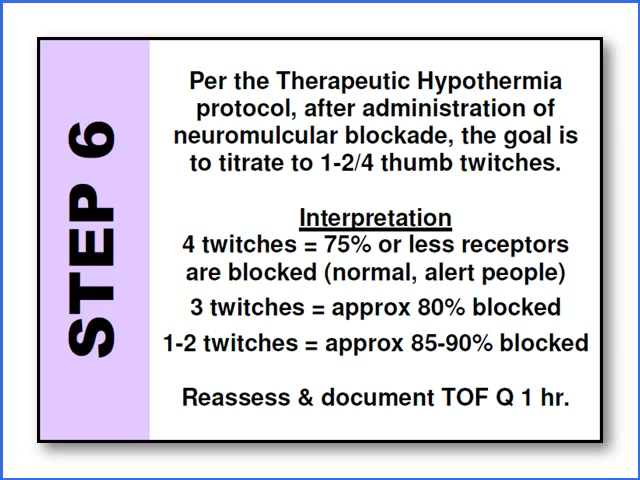 STEP 6
Per the Therapeutic Hypothermia
protocol, after administration of
neuromulcular blockade, the goal is
to titrate to 1-2/4 thumb twitches.
Interpretation
4 twitches = 75% or less receptors
are blocked (normal, alert people)
3 twitches = approx 80% blocked
1-2 twitches = approx 85-90% blocked
Reassess & document TOF Q 1 hr.